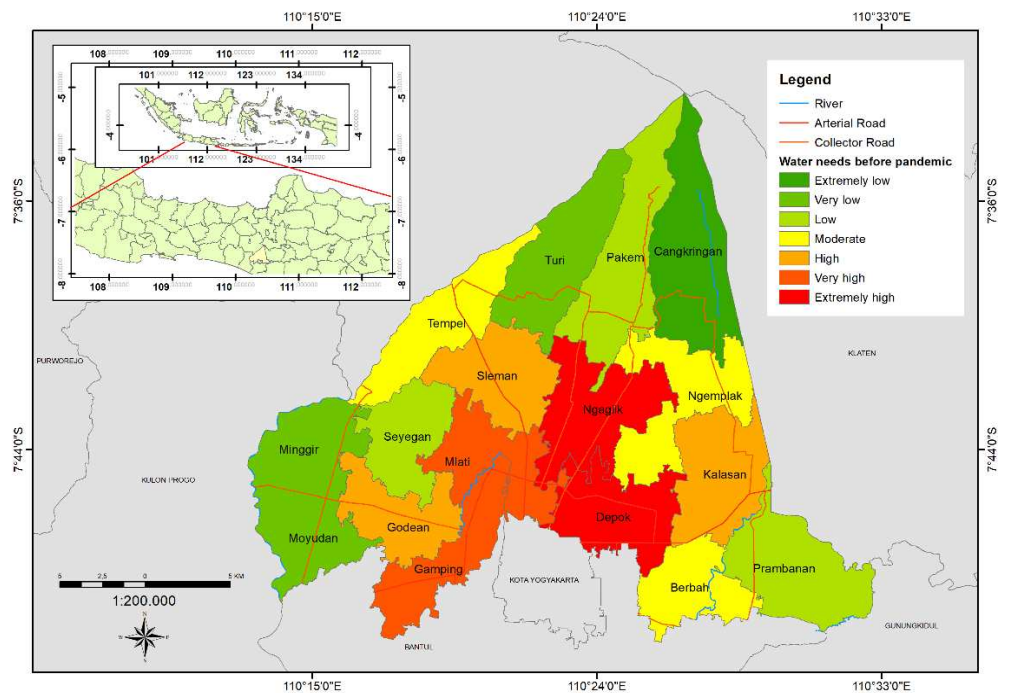 110°15'0"E 110°24'0"E 110°33'0"E
108 109 110 111 112
101 112 123 134
-4 -4
101 112 123 134
-5 -5
-6 -6
-7 -7
-8 -8
108 109 110 111 112
Legend
River
Arterial Road
Collector Road
Water needs before pandemic
Extremely low
Very low
Low
Moderate
High
Very high
Extremely high
7°36'0"S 7°36'0"S
Turi
Pakem
Cangkringan
Tempel
PURWOREJO
KLATEN
Sleman
Ngemplak
Ngaglik
Seyegan
Minggir
7°44'0"S 7°44'0"S
Mlati
Kalasan
KULON PROGO
Depok
Godean
Moyudan
Gamping
KOTA YOGYAKARTA
Prambanan
Berbah
5 2,5 0 5 KM
1:200.000
N
GUNUNGKIDUL
BANTUL
110°15'0"E 110°24'0"E 110°33'0"E